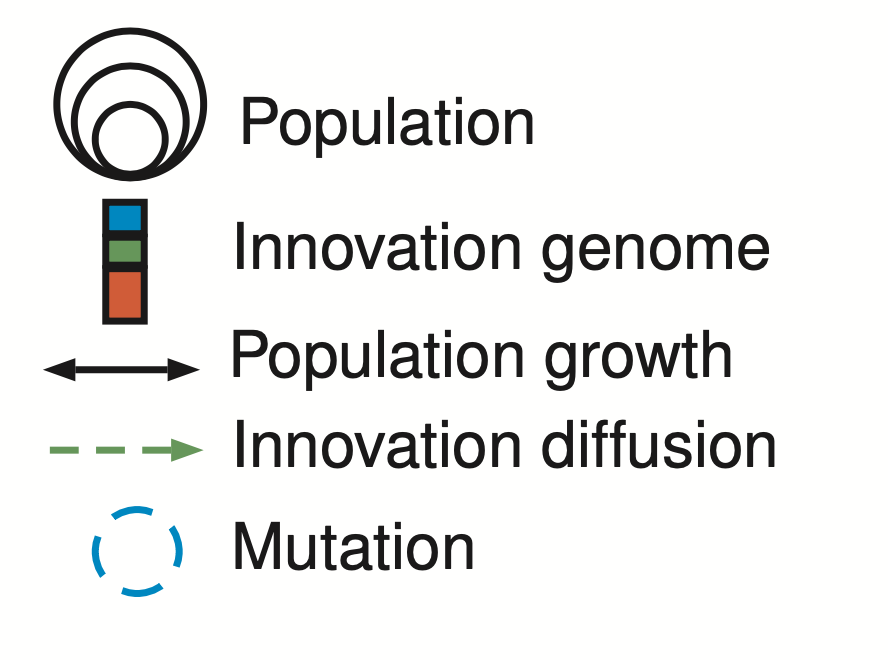 Population
Innovation genome
Population growth
Innovation diffusion
Mutation